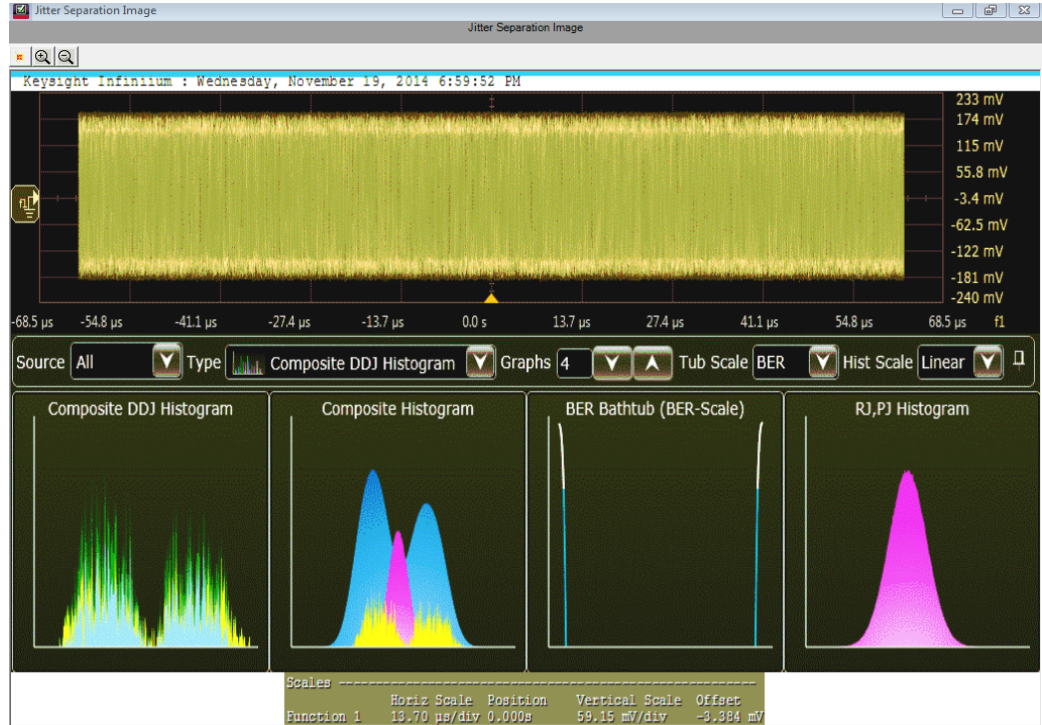 Jitter Separation Image
Jitter Separation Image
Keysight Infiniium : Wednesday, November 19, 2014 6:59:52 PM
233 mV
174 mV
115 mV
55.8 mV
-3.4 mV
-62.5 mV
-122 mV
-181 mV
-240 mV
-68.5 µs -54.8 µs -41.1 µs -27.4 µs -13.7 µs 0.0 s 13.7 µs 27.4 µs 41.1 µs 54.8 µs 68.5 µs f1
Source All Type Composite DDJ Histogram Graphs 4 Tub Scale BER Hist Scale Linear
Composite DDJ Histogram Composite Histogram BER Bathtub (BER-Scale) RJ,PJ Histogram
Scales
Horiz Scale Position Vertical Scale Offset
Function 1 13.70 µs/div 0.000s 59.15 mV/div -3.384 mV